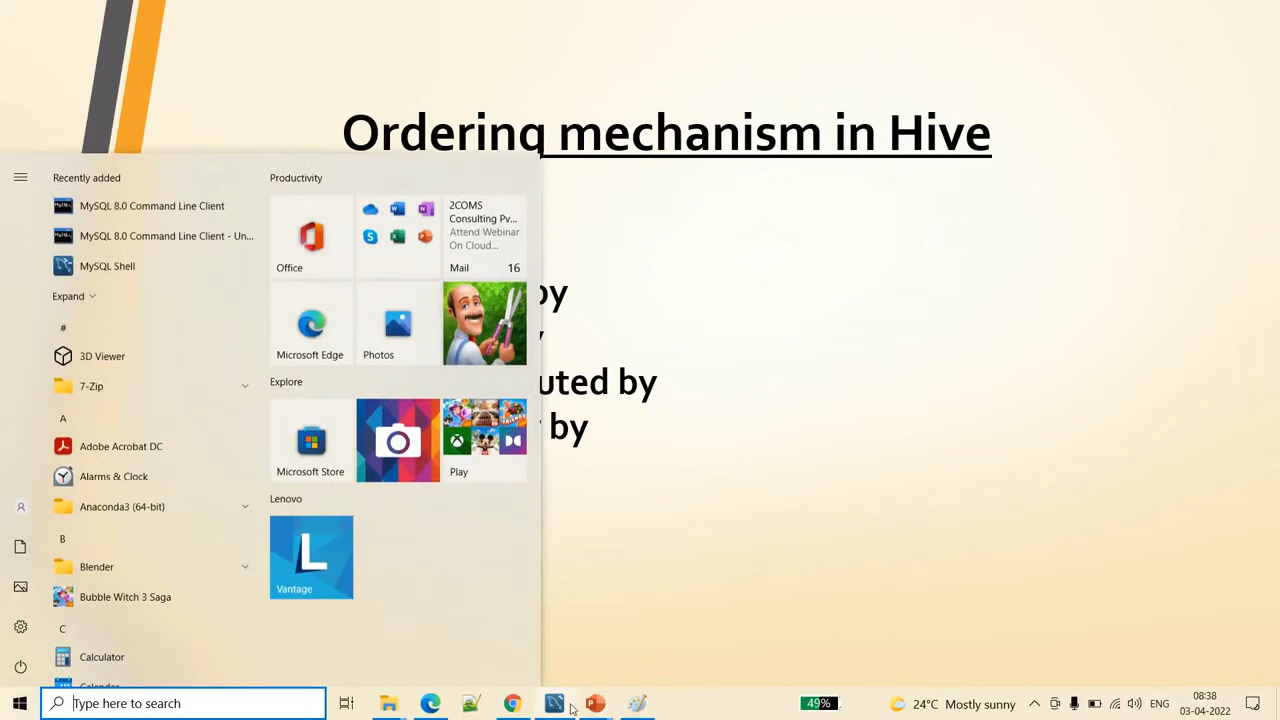 Ordering mechanism in Hive
by
uted by
by
Recently added
MySQL 8.0 Command Line Client
MySQL 8.0 Command Line Client - Un...
MySQL Shell
Expand
#
3D Viewer
7-Zip
A
Adobe Acrobat DC
Alarms & Clock
Anaconda3 (64-bit)
B
Blender
Bubble Witch 3 Saga
C
Calculator
Calendar
Productivity
Office
2COMS
Consulting Pv...
Attend Webinar
On Cloud...
Mail 16
Microsoft Edge
Photos
Explore
Microsoft Store
Play
Lenovo
L
Vantage
Type here to search
49%
24°C Mostly sunny
ENG
08:38
03-04-2022